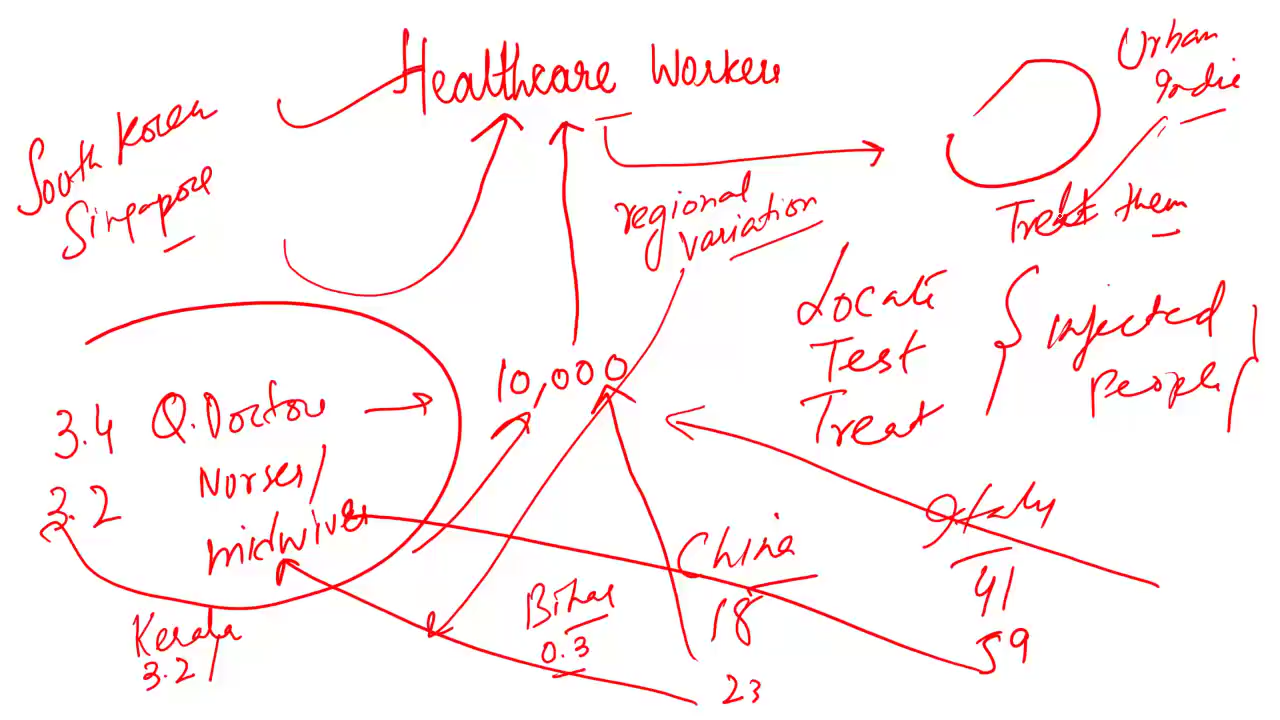 Healthcare Workers
Urban
India
South Korea
Singapore
regional
variation
Treat them
Locate
Test
Treat
infected
People
10,000
3.4 Q. Doctor
3.2 Nurses/
midwives
Italy
41
59
China
18
23
Bihar
0.3
Kerala
3.2